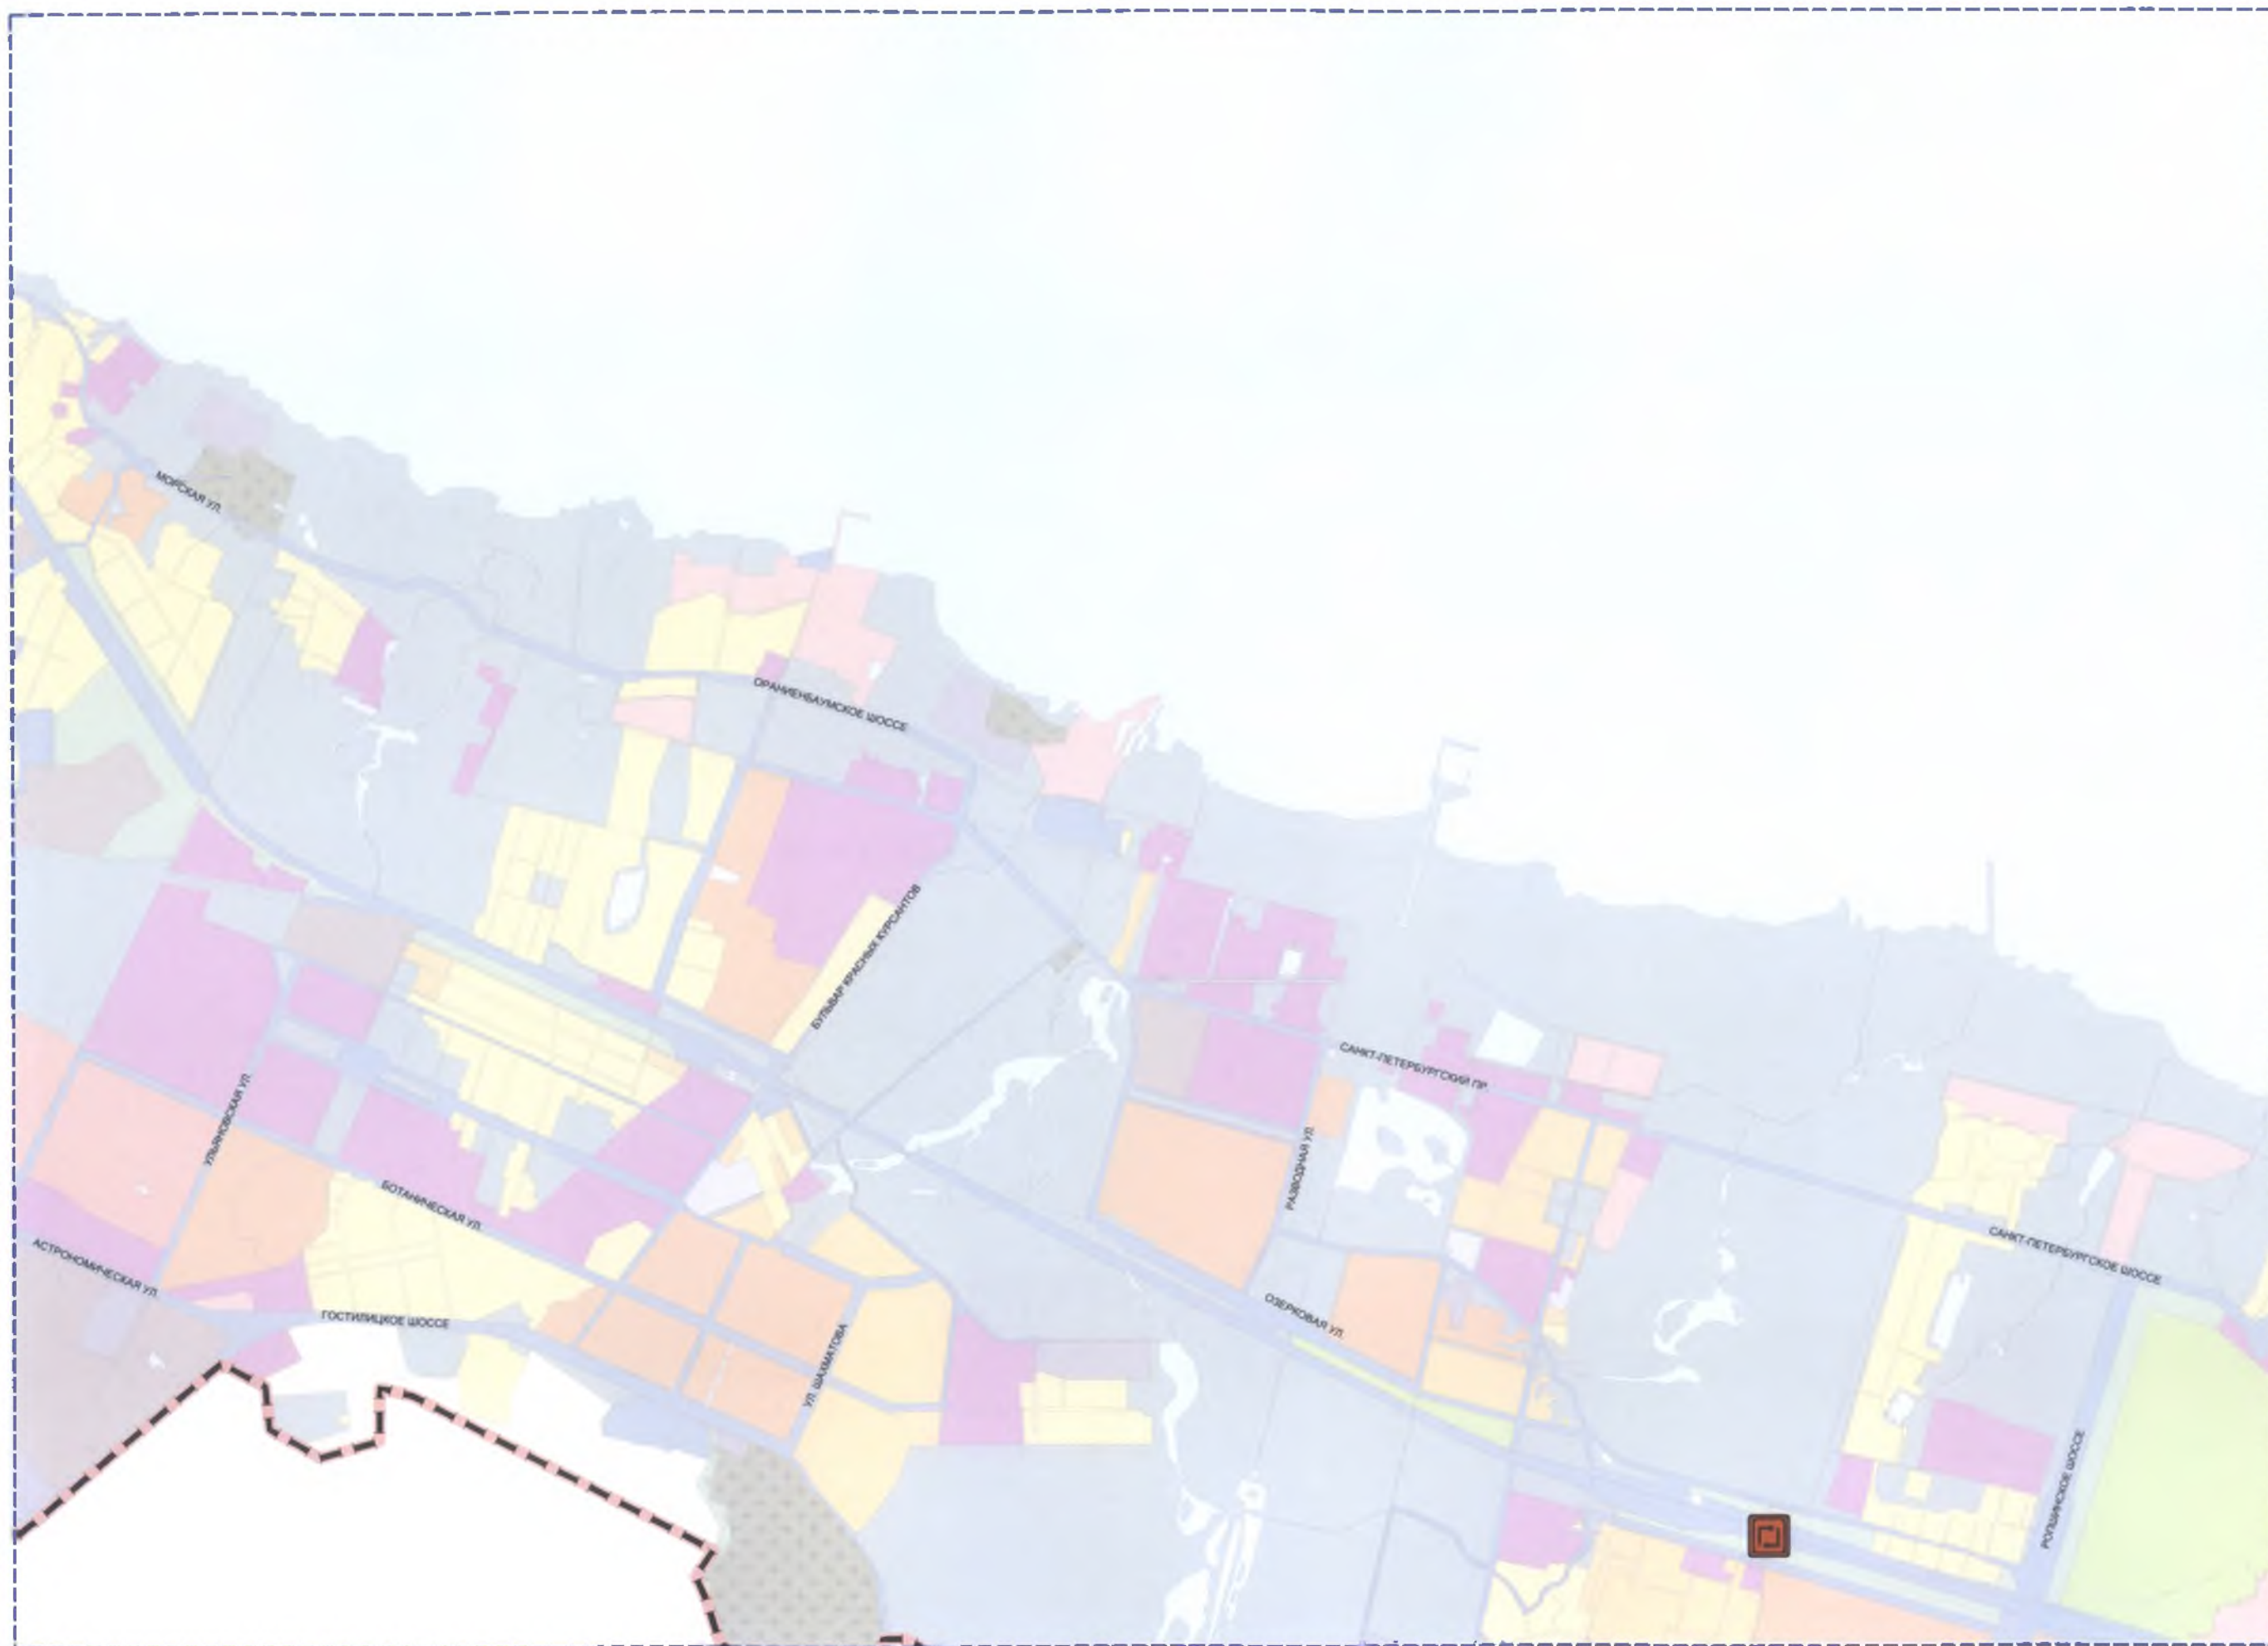 МОРСКАЯ УЛ.
ОРАНИЕНБАУМСКОЕ ШОССЕ
БУЛЬВАР КРАСНЫХ КУРСАНТОВ
САНКТ-ПЕТЕРБУРГСКИЙ ПР.
УЛЬЯНОВСКАЯ УЛ.
РАЗВОДНАЯ УЛ.
БОТАНИЧЕСКАЯ УЛ.
САНКТ-ПЕТЕРБУРГСКОЕ ШОССЕ
АСТРОНОМИЧЕСКАЯ УЛ.
ГОСТИЛИЦКОЕ ШОССЕ
ОЗЕРКОВАЯ УЛ.
УЛ. ШАХМАТОВА
РОПШИНСКОЕ ШОССЕ